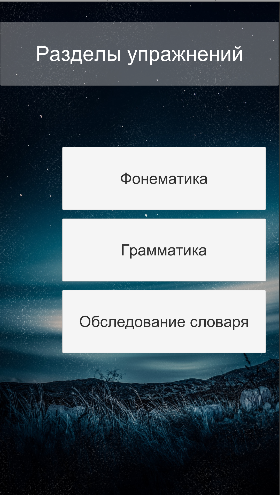 Разделы упражнений
Фонематика
Грамматика
Обследование словаря